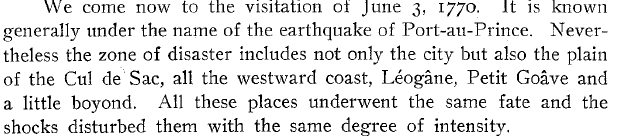 We come now to the visitation of June 3, 1770. It is known
generally under the name of the earthquake of Port-au-Prince. Never-
theless the zone of disaster includes not only the city but also the plain
of the Cul de Sac, all the westward coast, Léogâne, Petit Goâve and
a little boyond. All these places underwent the same fate and the
shocks disturbed them with the same degree of intensity.